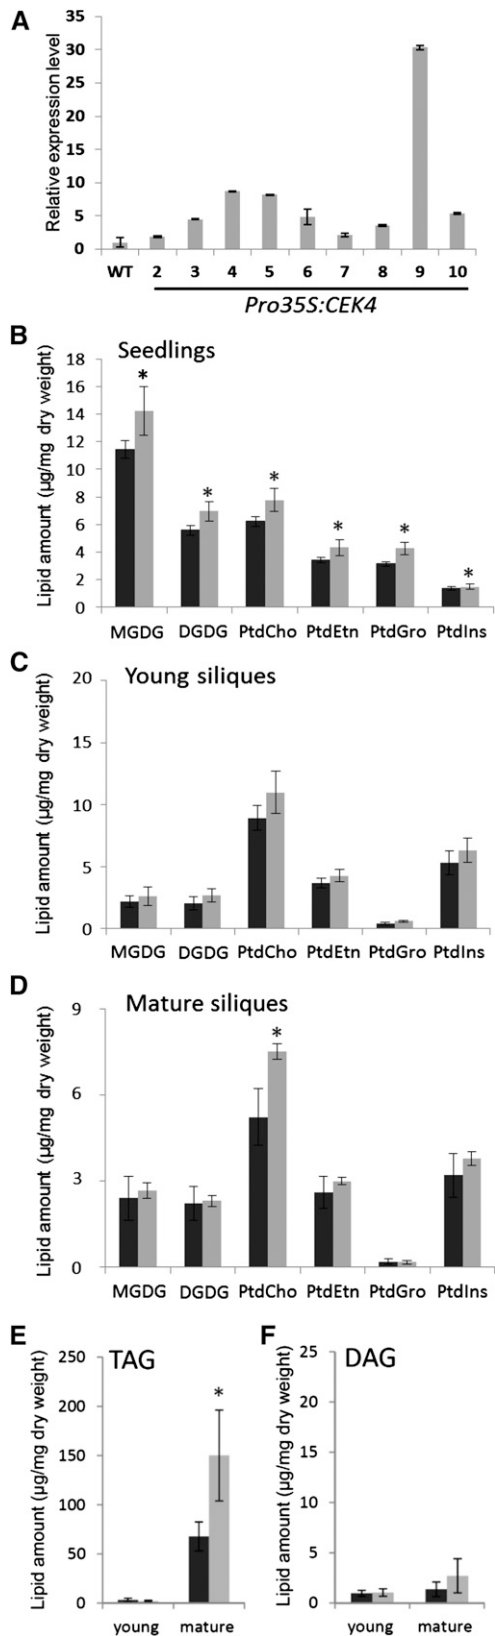 A
Relative expression level
35
30
25
20
15
10
5
0
WT 2 3 4 5 6 7 8 9 10
Pro35S:CEK4
B
Seedlings
Lipid amount (µg/mg dry weight)
18
16
14
12
10
8
6
4
2
0
* * * * * *
MGDG DGDG PtdCho PtdEtn PtdGro PtdIns
C
Young siliques
Lipid amount (µg/mg dry weight)
20
15
10
5
0
MGDG DGDG PtdCho PtdEtn PtdGro PtdIns
D
Mature siliques
Lipid amount (µg/mg dry weight)
9
6
3
0
*
MGDG DGDG PtdCho PtdEtn PtdGro PtdIns
E
TAG
Lipid amount (µg/mg dry weight)
250
200
150
100
50
0
*
young mature
F
DAG
Lipid amount (µg/mg dry weight)
25
20
15
10
5
0
young mature